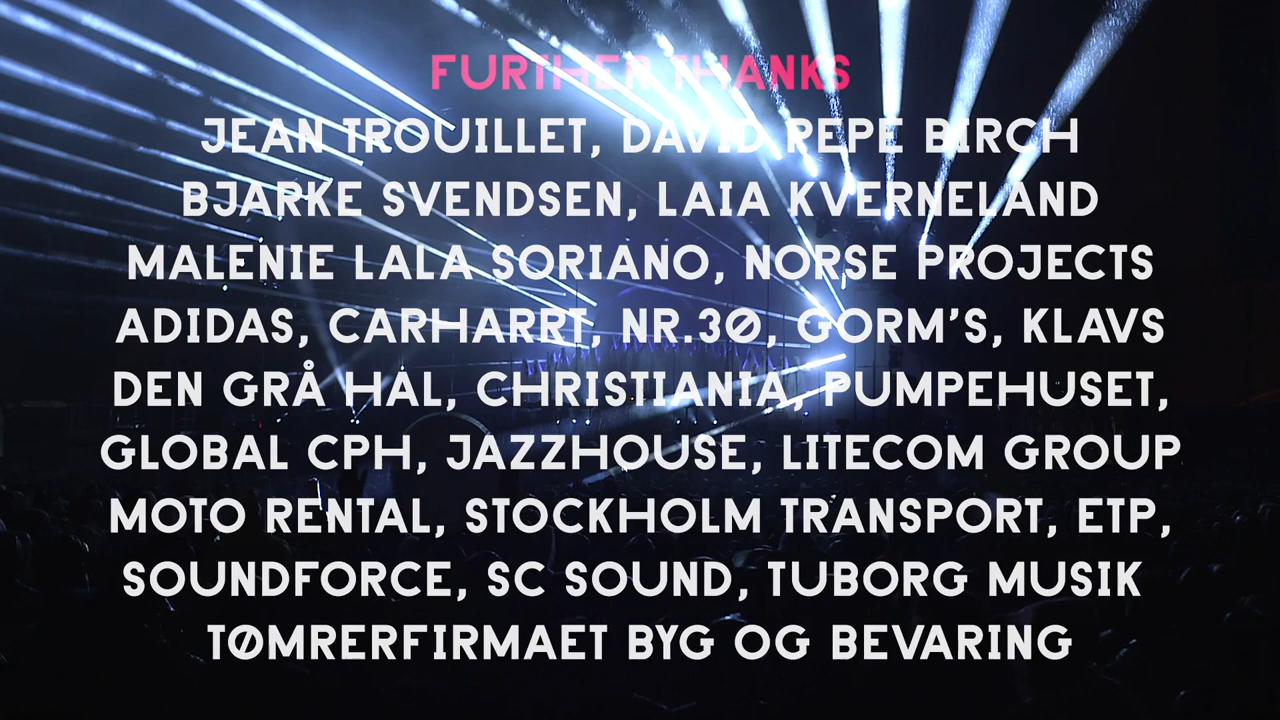 FURTHER THANKS
JEAN TROUILLET, DAVID PEPE BIRCH
BJARKE SVENDSEN, LAIA KVERNELAND
MALENIE LALA SORIANO, NORSE PROJECTS
ADIDAS, CARHARRT, NR.30, GORM'S, KLAVS
DEN GRÅ HAL, CHRISTIANIA, PUMPEHUSET,
GLOBAL CPH, JAZZHOUSE, LITECOM GROUP
MOTO RENTAL, STOCKHOLM TRANSPORT, ETP,
SOUNDFORCE, SC SOUND, TUBORG MUSIK
TØMRERFIRMAET BYG OG BEVARING